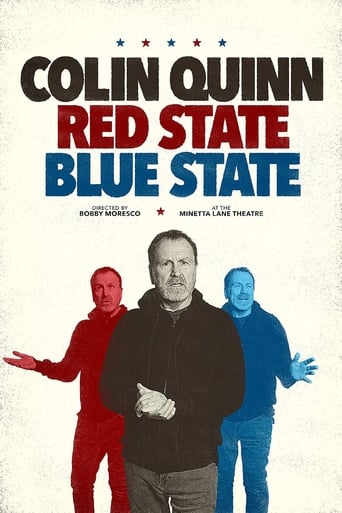 COLIN QUINN
RED STATE
BLUE STATE
DIRECTED BY
BOBBY MORESCO
AT THE
MINETTA LANE THEATRE